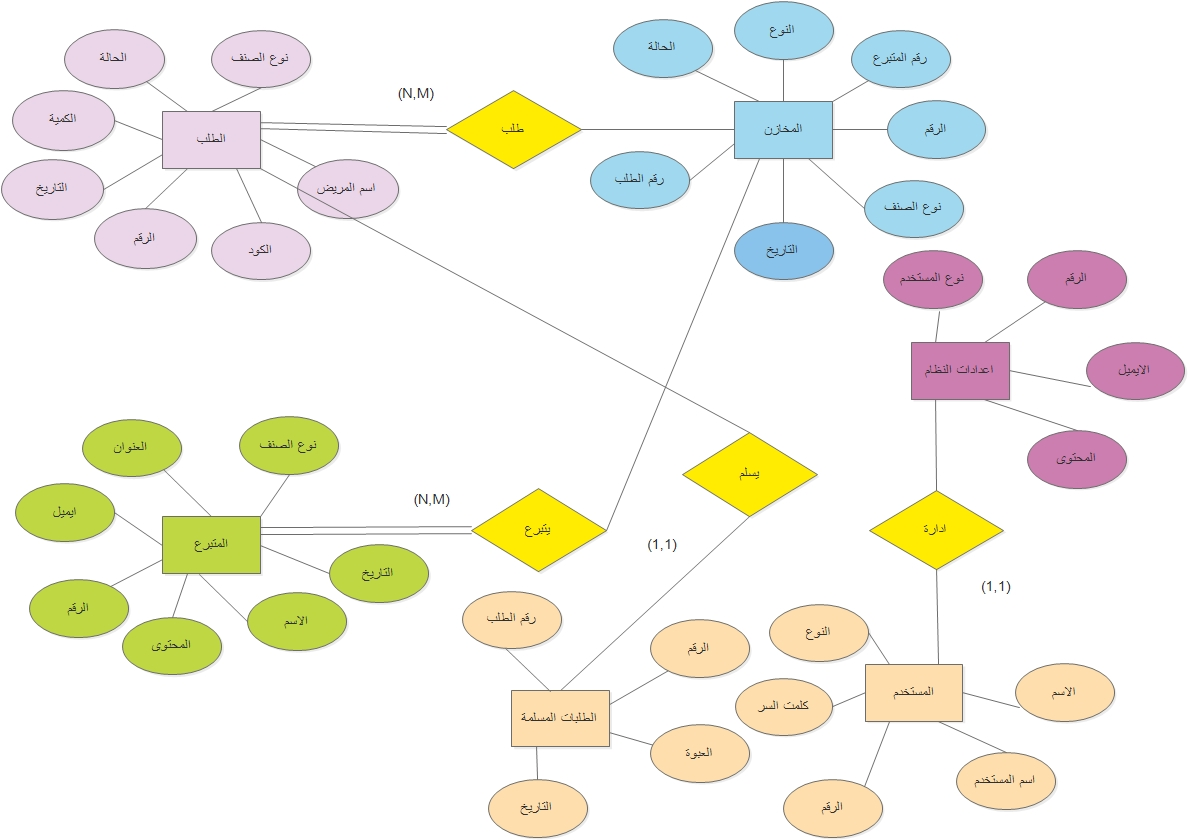 الحالة
نوع الصنف
الكمية
الطلب
التاريخ
اسم المريض
الرقم
الكود
(N,M)
طلب
النوع
الحالة
رقم المتبرع
المخازن
الرقم
رقم الطلب
نوع الصنف
التاريخ
نوع المستخدم
الرقم
اعدادات النظام
الايميل
المحتوى
العنوان
نوع الصنف
ايميل
المتبرع
التاريخ
الرقم
الاسم
المحتوى
(N,M)
يتبرع
يسلم
(1,1)
ادارة
(1,1)
رقم الطلب
الرقم
الطلبات المسلمة
العبوة
التاريخ
النوع
المستخدم
الاسم
كلمت السر
اسم المستخدم
الرقم